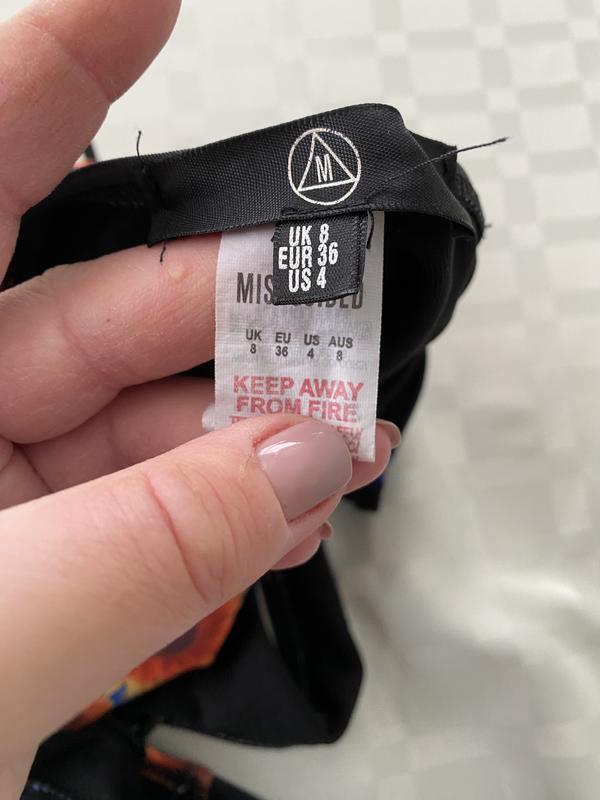 M
UK 8
EUR 36
US 4
UK EU US AUS
8 36 4 8
KEEP AWAY
FROM FIRE